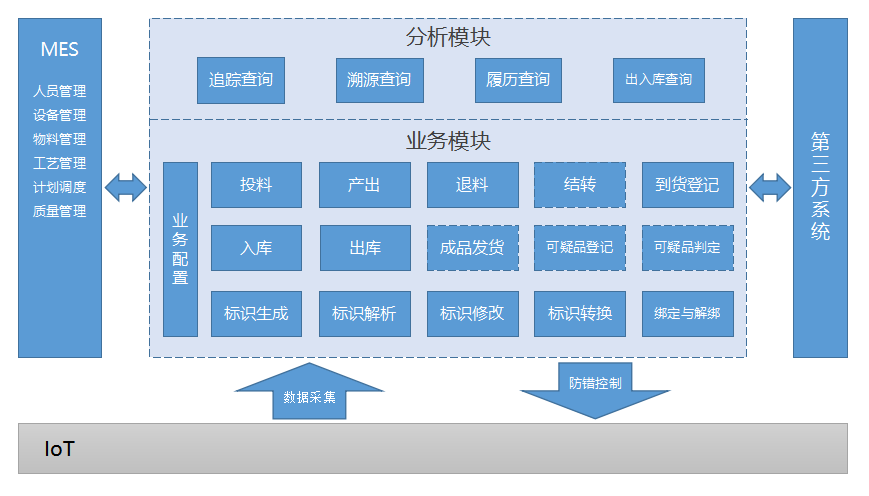 MES
人员管理
设备管理
物料管理
工艺管理
计划调度
质量管理
分析模块
追踪查询
溯源查询
履历查询
出入库查询
业务模块
业务配置
投料
产出
退料
结转
到货登记
入库
出库
成品发货
可疑品登记
可疑品判定
标识生成
标识解析
标识修改
标识转换
绑定与解绑
第三方系统
数据采集
防错控制
IoT